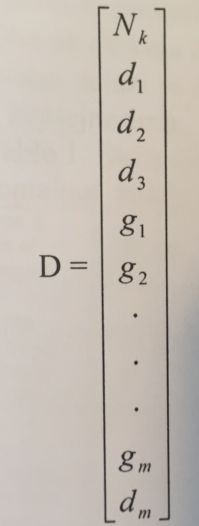 N_k
d_1
d_2
d_3
g_1
D = g_2
.
.
.
g_m
d_m